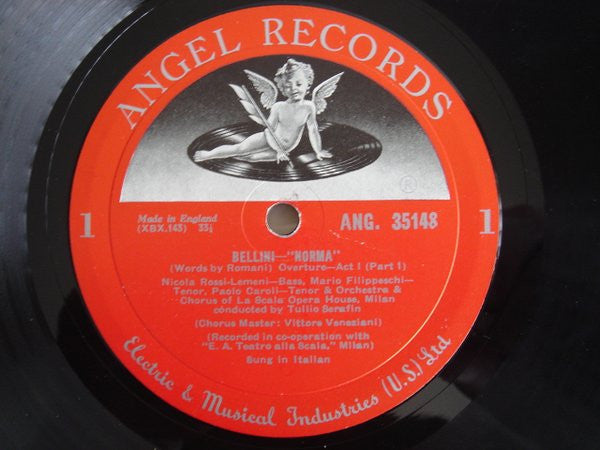 ANGEL RECORDS
®
1
Made in England
(XBX.143) 33⅓
ANG. 35148
1
BELLINI—"NORMA"
(Words by Romani) Overture—Act I (Part 1)
Nicola Rossi-Lemeni—Bass, Mario Filippeschi—
Tenor, Paolo Caroli—Tenor & Orchestra &
Chorus of La Scala Opera House, Milan
conducted by Tullio Serafin
(Chorus Master: Vittore Veneziani)
(Recorded in co-operation with
"E. A. Teatro alla Scala," Milan)
Sung in Italian
Electric & Musical Industries (U.S.) Ltd